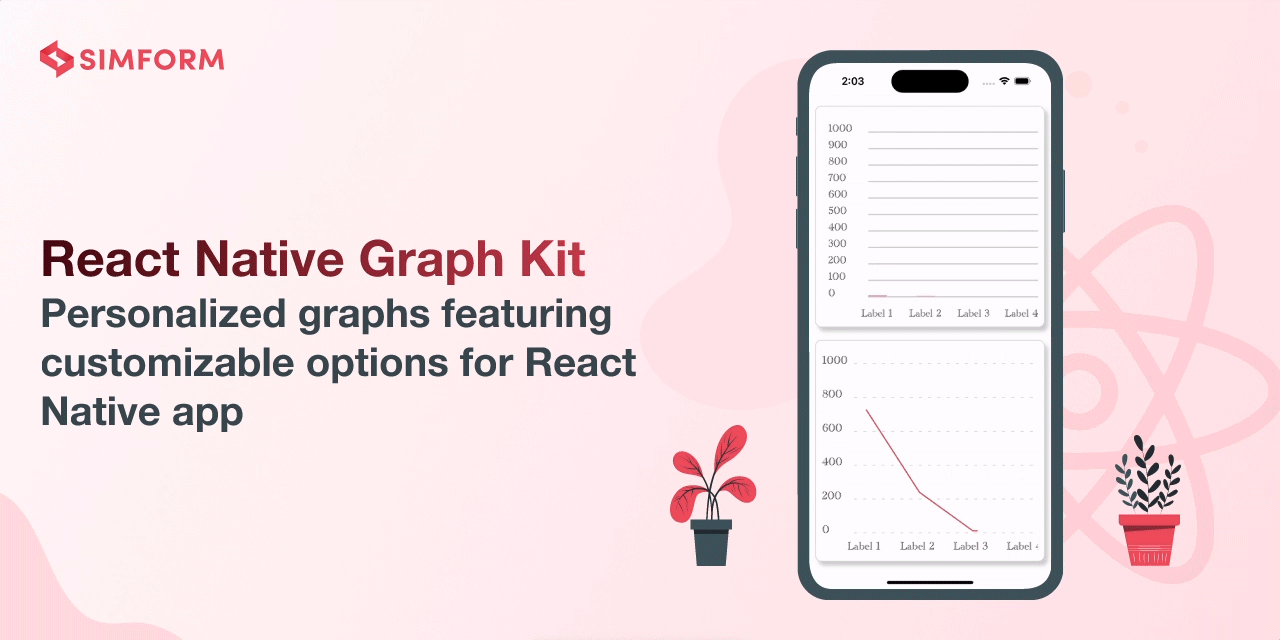 SIMFORM
React Native Graph Kit
Personalized graphs featuring
customizable options for React
Native app
2:03
1000
900
800
700
600
500
400
300
200
100
0
Label 1 Label 2 Label 3 Label 4
1000
800
600
400
200
0
Label 1 Label 2 Label 3 Label 4